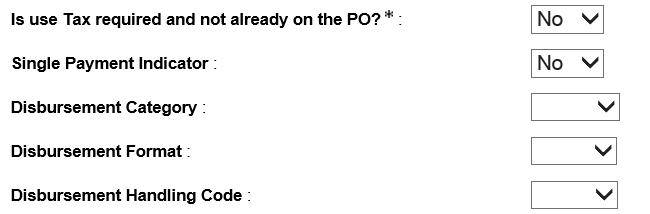 Is use Tax required and not already on the PO?* : No
Single Payment Indicator : No
Disbursement Category :
Disbursement Format :
Disbursement Handling Code :